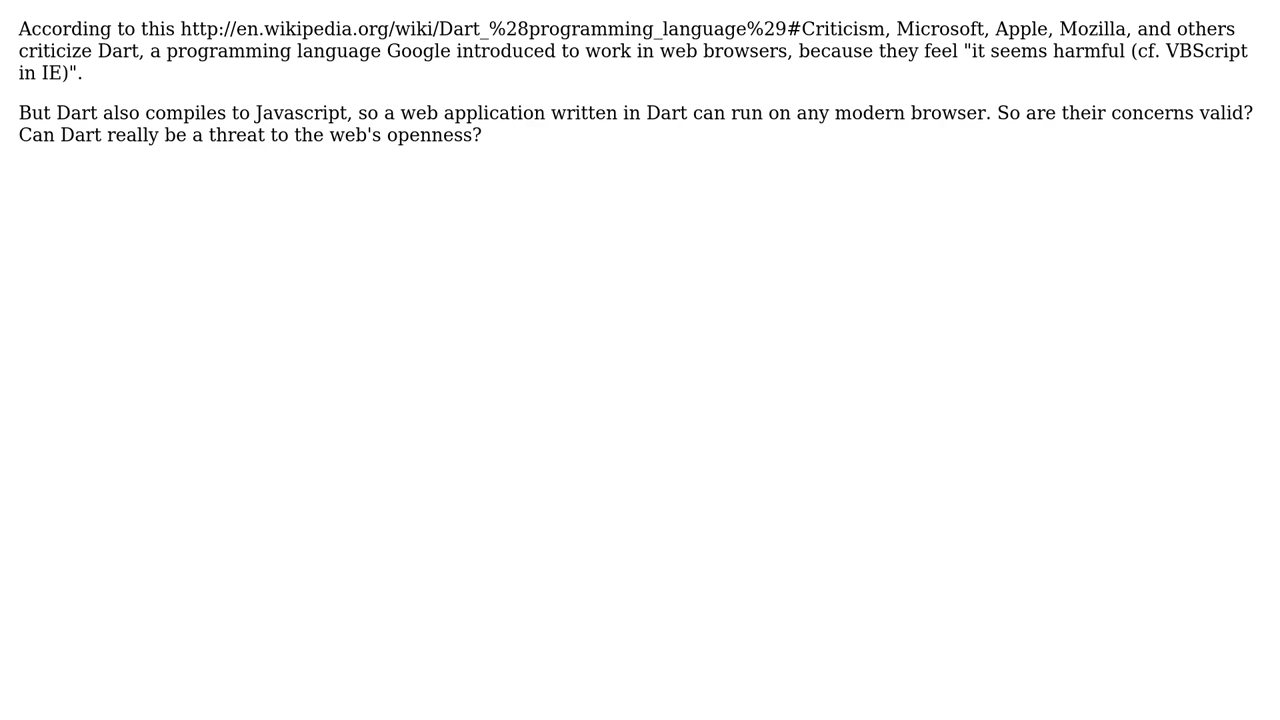 According to this http://en.wikipedia.org/wiki/Dart_%28programming_language%29#Criticism, Microsoft, Apple, Mozilla, and others
criticize Dart, a programming language Google introduced to work in web browsers, because they feel "it seems harmful (cf. VBScript
in IE)".
But Dart also compiles to Javascript, so a web application written in Dart can run on any modern browser. So are their concerns valid?
Can Dart really be a threat to the web's openness?